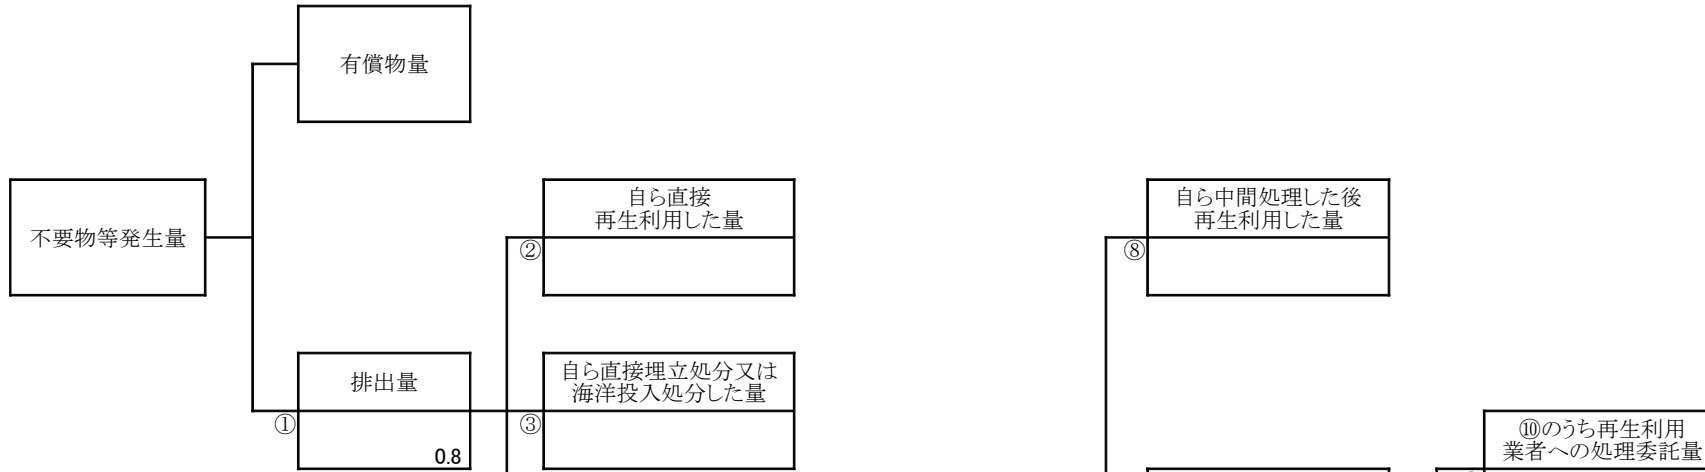 有償物量
不要物等発生量
自ら直接
再生利用した量
②
自ら中間処理した後
再生利用した量
⑧
排出量
①
0.8
自ら直接埋立処分又は
海洋投入処分した量
③
⑩のうち再生利用
業者への処理委託量